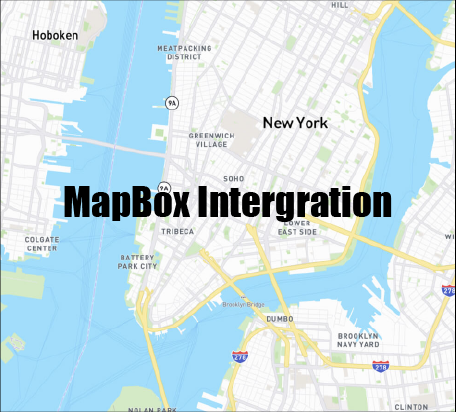 HILL
Hoboken
MEATPACKING
DISTRICT
9A
New York
GREENWICH
VILLAGE
SOHO
9A
MapBox Intergration
LOWER
EAST SIDE
TRIBECA
COLGATE
CENTER
BATTERY
PARK CITY
278
Brooklyn Bridge
DUMBO
BROOKLYN
NAVY YARD
278
278
CLINTON
NOLAN PARK